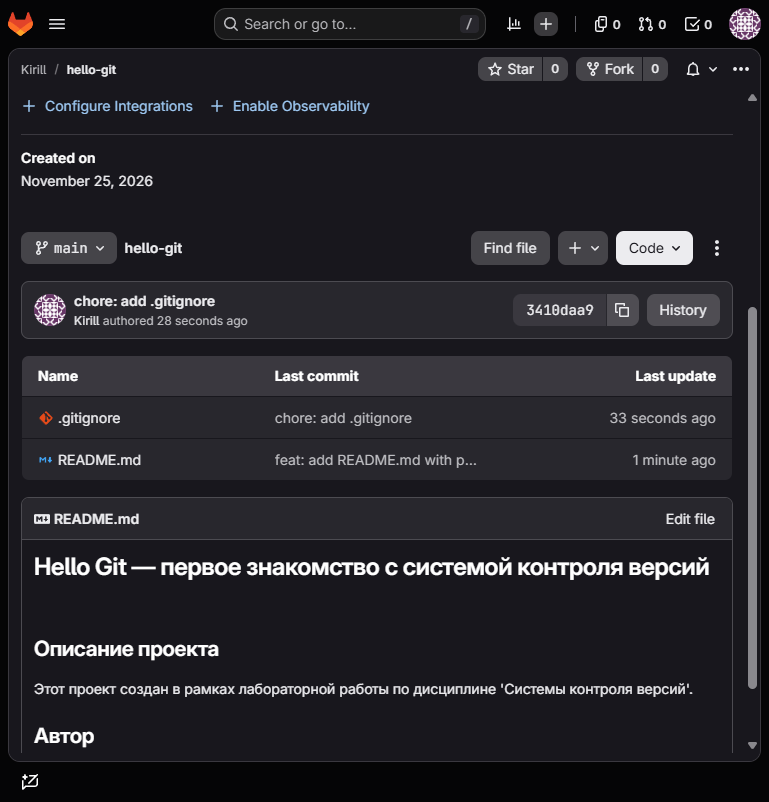 Search or go to... /
0 0 0
Kirill / hello-git
Star 0 Fork 0
Configure Integrations Enable Observability
Created on
November 25, 2026
main hello-git Find file Code
chore: add .gitignore
Kirill authored 28 seconds ago
3410daa9 History
Name Last commit Last update
.gitignore chore: add .gitignore 33 seconds ago
README.md feat: add README.md with p... 1 minute ago
README.md Edit file
Hello Git — первое знакомство с системой контроля версий
Описание проекта
Этот проект создан в рамках лабораторной работы по дисциплине 'Системы контроля версий'.
Автор